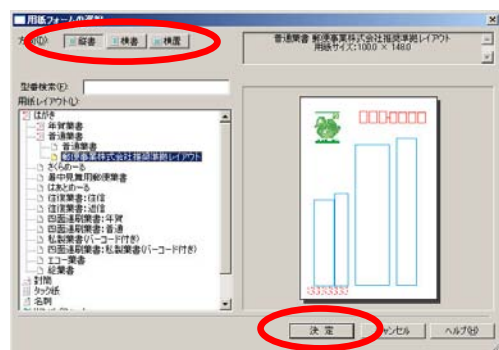 用紙フォームの選択
方向(D): 縦書 横書 横置
普通葉書 郵便事業株式会社推奨準拠レイアウト
用紙サイズ:100.0 × 148.0
型番検索(F):
用紙レイアウト(L):
はがき
年賀葉書
普通葉書
普通葉書
郵便事業株式会社推奨準拠レイアウト
さくらめーる
暑中見舞用郵便葉書
はあとめーる
往復葉書:往信
往復葉書:返信
四面連刷葉書:年賀
四面連刷葉書:普通
私製葉書(バーコード付き)
四面連刷葉書:私製葉書(バーコード付き)
エコー葉書
絵葉書
封筒
タック紙
名刺
決 定
キャンセル
ヘルプ(H)